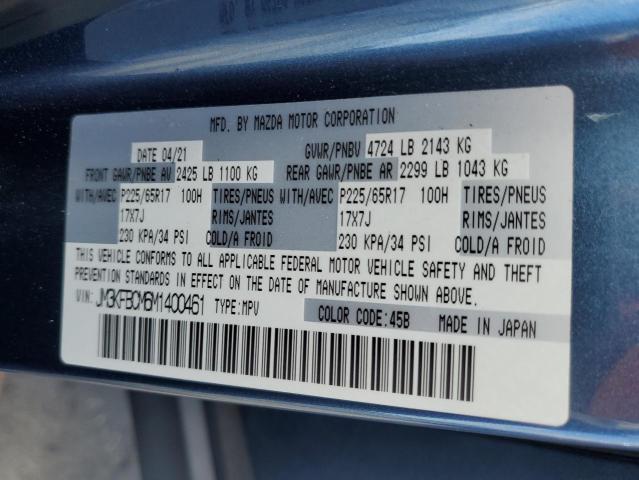 MFD. BY MAZDA MOTOR CORPORATION
DATE 04/21 GVWR/PNBV 4724 LB 2143 KG
FRONT GAWR/PNBE AV 2425 LB 1100 KG REAR GAWR/PNBE AR 2299 LB 1043 KG
WITH/AVEC P225/65R17 100H TIRES/PNEUS WITH/AVEC P225/65R17 100H TIRES/PNEUS
17X7J RIMS/JANTES 17X7J RIMS/JANTES
230 KPA/34 PSI COLD/A FROID 230 KPA/34 PSI COLD/A FROID
THIS VEHICLE CONFORMS TO ALL APPLICABLE FEDERAL MOTOR VEHICLE SAFETY AND THEFT
PREVENTION STANDARDS IN EFFECT ON THE DATE OF MANUFACTURE SHOWN ABOVE.
VIN: JM3KFBCM6M1400461 TYPE:MPV
COLOR CODE:45B MADE IN JAPAN